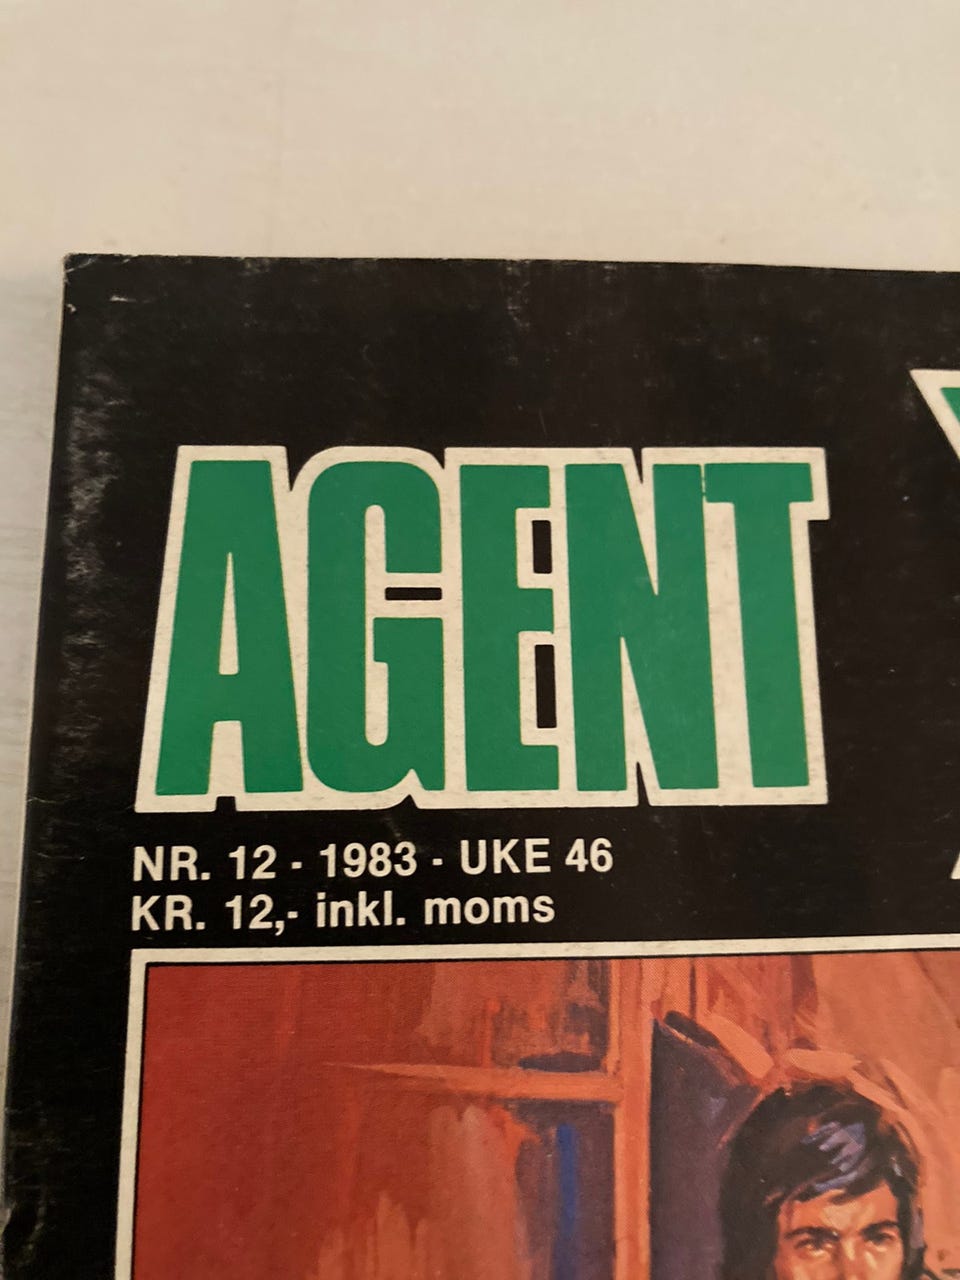 AGENT
NR. 12 - 1983 - UKE 46
KR. 12,- inkl. moms